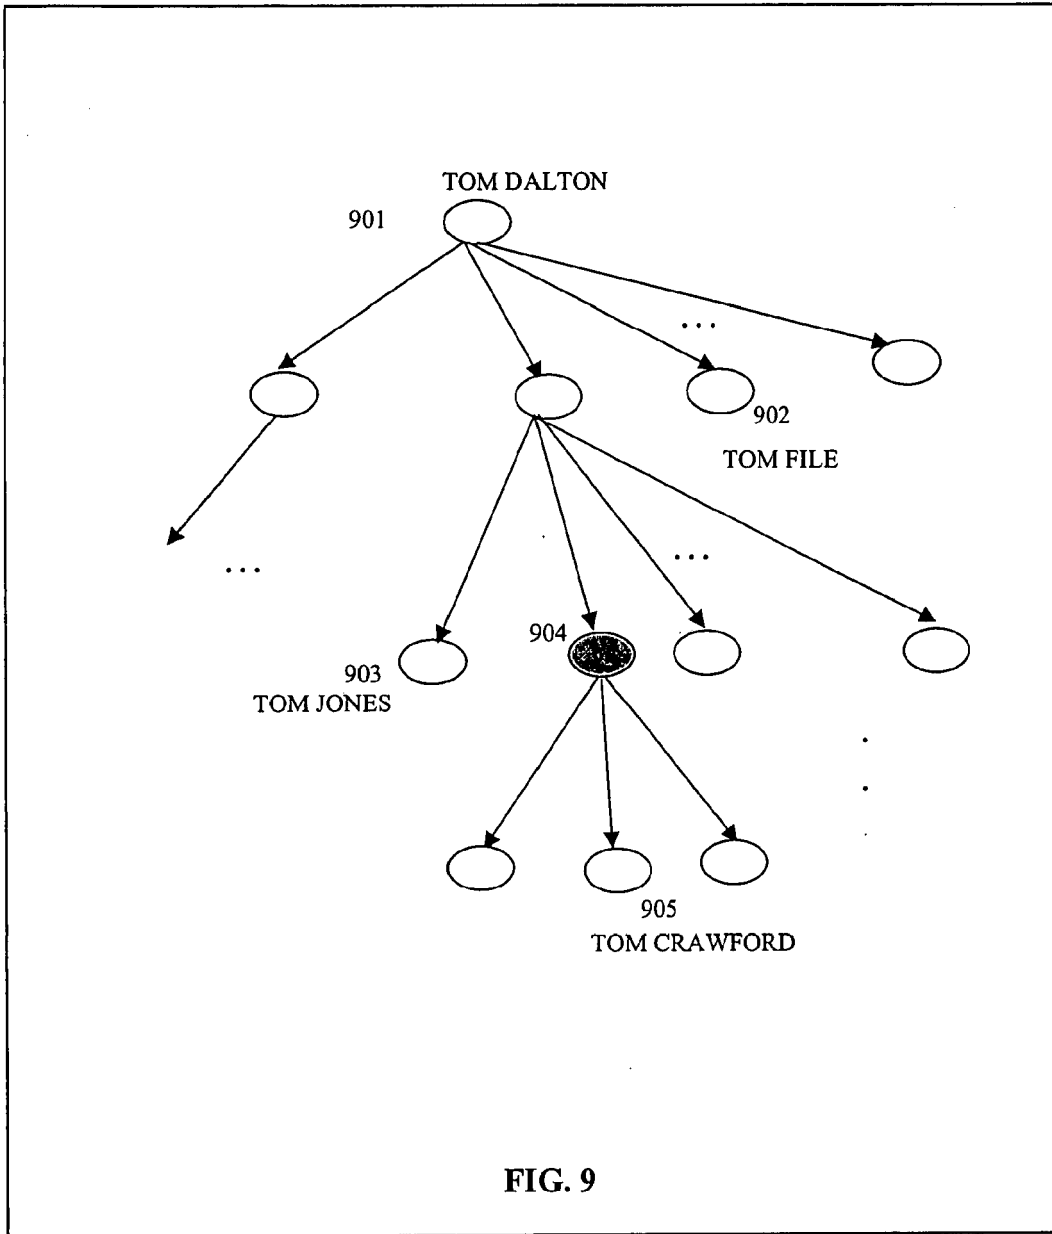 TOM DALTON
901
...
902
TOM FILE
...
...
904
903
TOM JONES
905
TOM CRAWFORD
FIG. 9